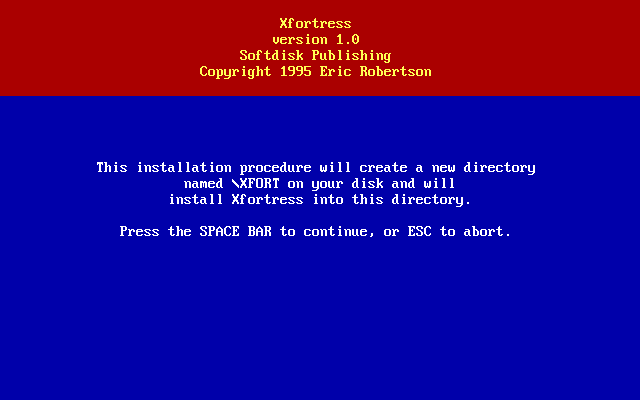 Xfortress
version 1.0
Softdisk Publishing
Copyright 1995 Eric Robertson
This installation procedure will create a new directory
named \XFORT on your disk and will
install Xfortress into this directory.
Press the SPACE BAR to continue, or ESC to abort.